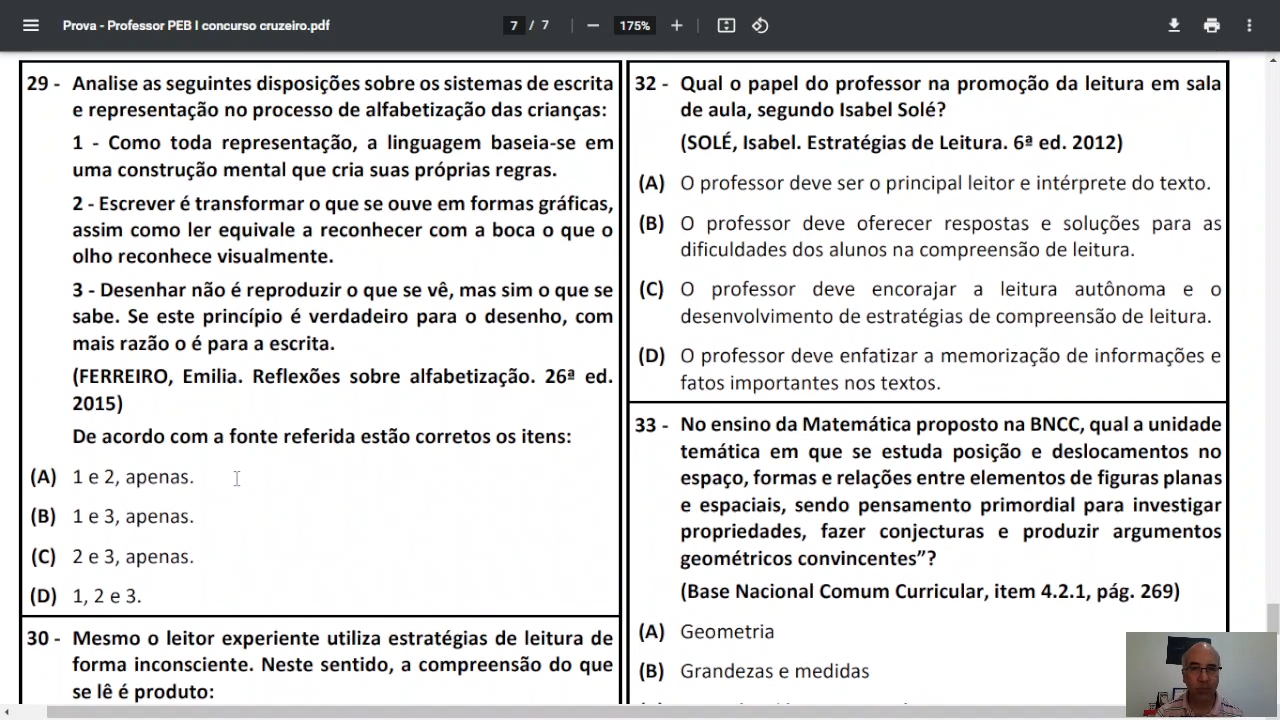 Prova - Professor PEB I concurso cruzeiro.pdf
7 / 7
175%
29 - Analise as seguintes disposições sobre os sistemas de escrita
e representação no processo de alfabetização das crianças:
1 - Como toda representação, a linguagem baseia-se em
uma construção mental que cria suas próprias regras.
2 - Escrever é transformar o que se ouve em formas gráficas,
assim como ler equivale a reconhecer com a boca o que o
olho reconhece visualmente.
3 - Desenhar não é reproduzir o que se vê, mas sim o que se
sabe. Se este princípio é verdadeiro para o desenho, com
mais razão o é para a escrita.
(FERREIRO, Emilia. Reflexões sobre alfabetização. 26ª ed.
2015)
De acordo com a fonte referida estão corretos os itens:
(A) 1 e 2, apenas.
(B) 1 e 3, apenas.
(C) 2 e 3, apenas.
(D) 1, 2 e 3.
30 - Mesmo o leitor experiente utiliza estratégias de leitura de
forma inconsciente. Neste sentido, a compreensão do que
se lê é produto:
32 - Qual o papel do professor na promoção da leitura em sala
de aula, segundo Isabel Solé?
(SOLÉ, Isabel. Estratégias de Leitura. 6ª ed. 2012)
(A) O professor deve ser o principal leitor e intérprete do texto.
(B) O professor deve oferecer respostas e soluções para as
dificuldades dos alunos na compreensão de leitura.
(C) O professor deve encorajar a leitura autônoma e o
desenvolvimento de estratégias de compreensão de leitura.
(D) O professor deve enfatizar a memorização de informações e
fatos importantes nos textos.
33 - No ensino da Matemática proposto na BNCC, qual a unidade
temática em que se estuda posição e deslocamentos no
espaço, formas e relações entre elementos de figuras planas
e espaciais, sendo pensamento primordial para investigar
propriedades, fazer conjecturas e produzir argumentos
geométricos convincentes”?
(Base Nacional Comum Curricular, item 4.2.1, pág. 269)
(A) Geometria
(B) Grandezas e medidas